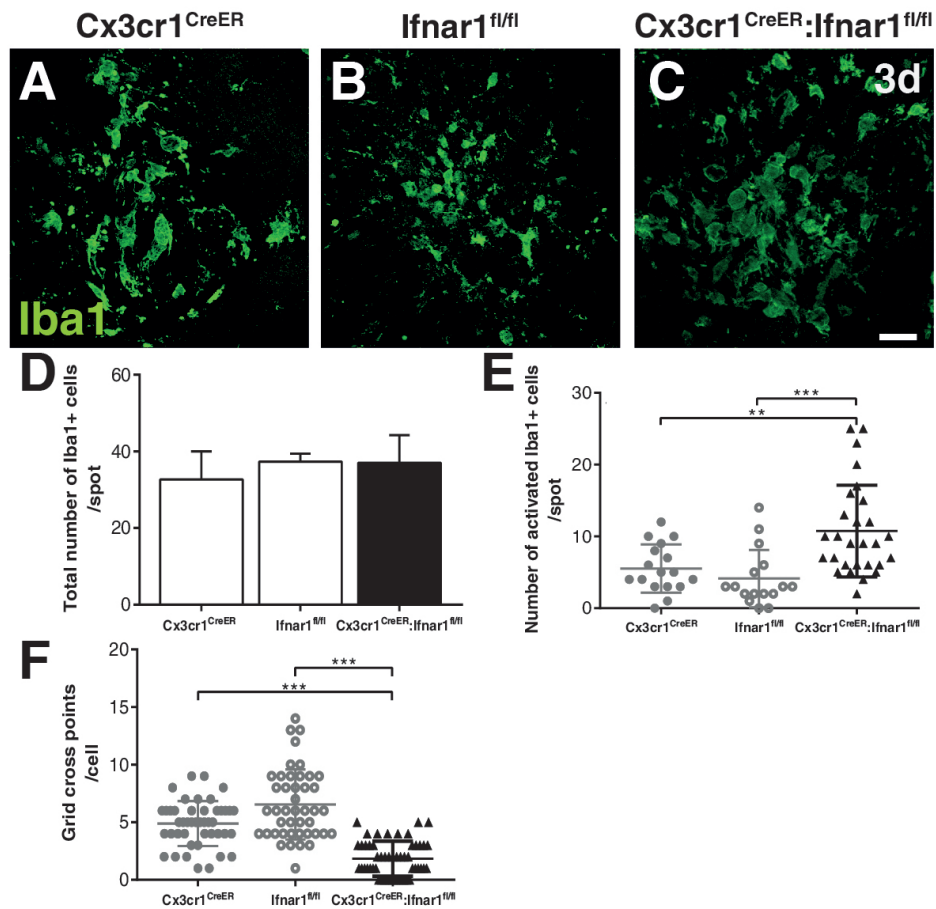 Cx3cr1CreER Ifnar1fl/fl Cx3cr1CreER:Ifnar1fl/fl
A B C 3d
Iba1
D
Total number of Iba1+ cells
/spot
60
40
20
0
Cx3cr1CreER Ifnar1fl/fl Cx3cr1CreER:Ifnar1fl/fl
E
Number of activated Iba1+ cells
/spot
30
20
10
0
***
**
Cx3cr1CreER Ifnar1fl/fl Cx3cr1CreER:Ifnar1fl/fl
F
Grid cross points
/cell
20
15
10
5
0
***
***
Cx3cr1CreER Ifnar1fl/fl Cx3cr1CreER:Ifnar1fl/fl